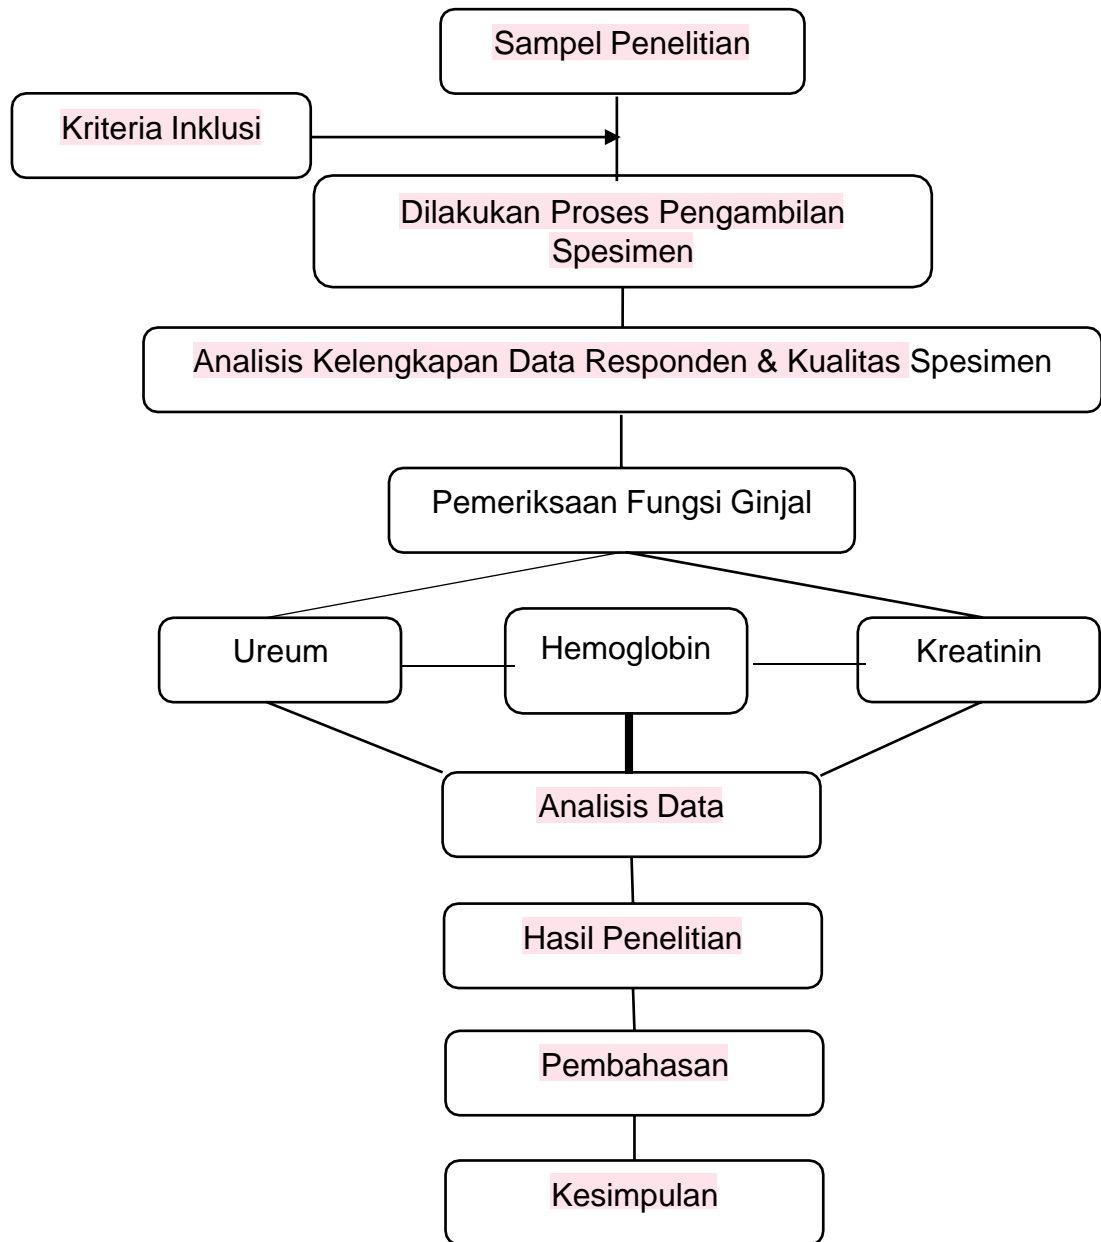 Sampel Penelitian
Kriteria Inklusi
Dilakukan Proses Pengambilan
Spesimen
Analisis Kelengkapan Data Responden & Kualitas Spesimen
Pemeriksaan Fungsi Ginjal
Ureum
Hemoglobin
Kreatinin
Analisis Data
Hasil Penelitian
Pembahasan
Kesimpulan